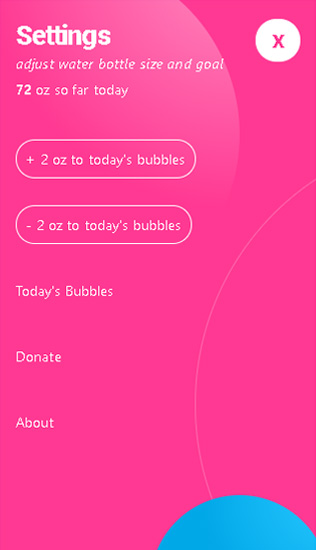 Settings
X
adjust water bottle size and goal
72 oz so far today
+ 2 oz to today's bubbles
- 2 oz to today's bubbles
Today's Bubbles
Donate
About